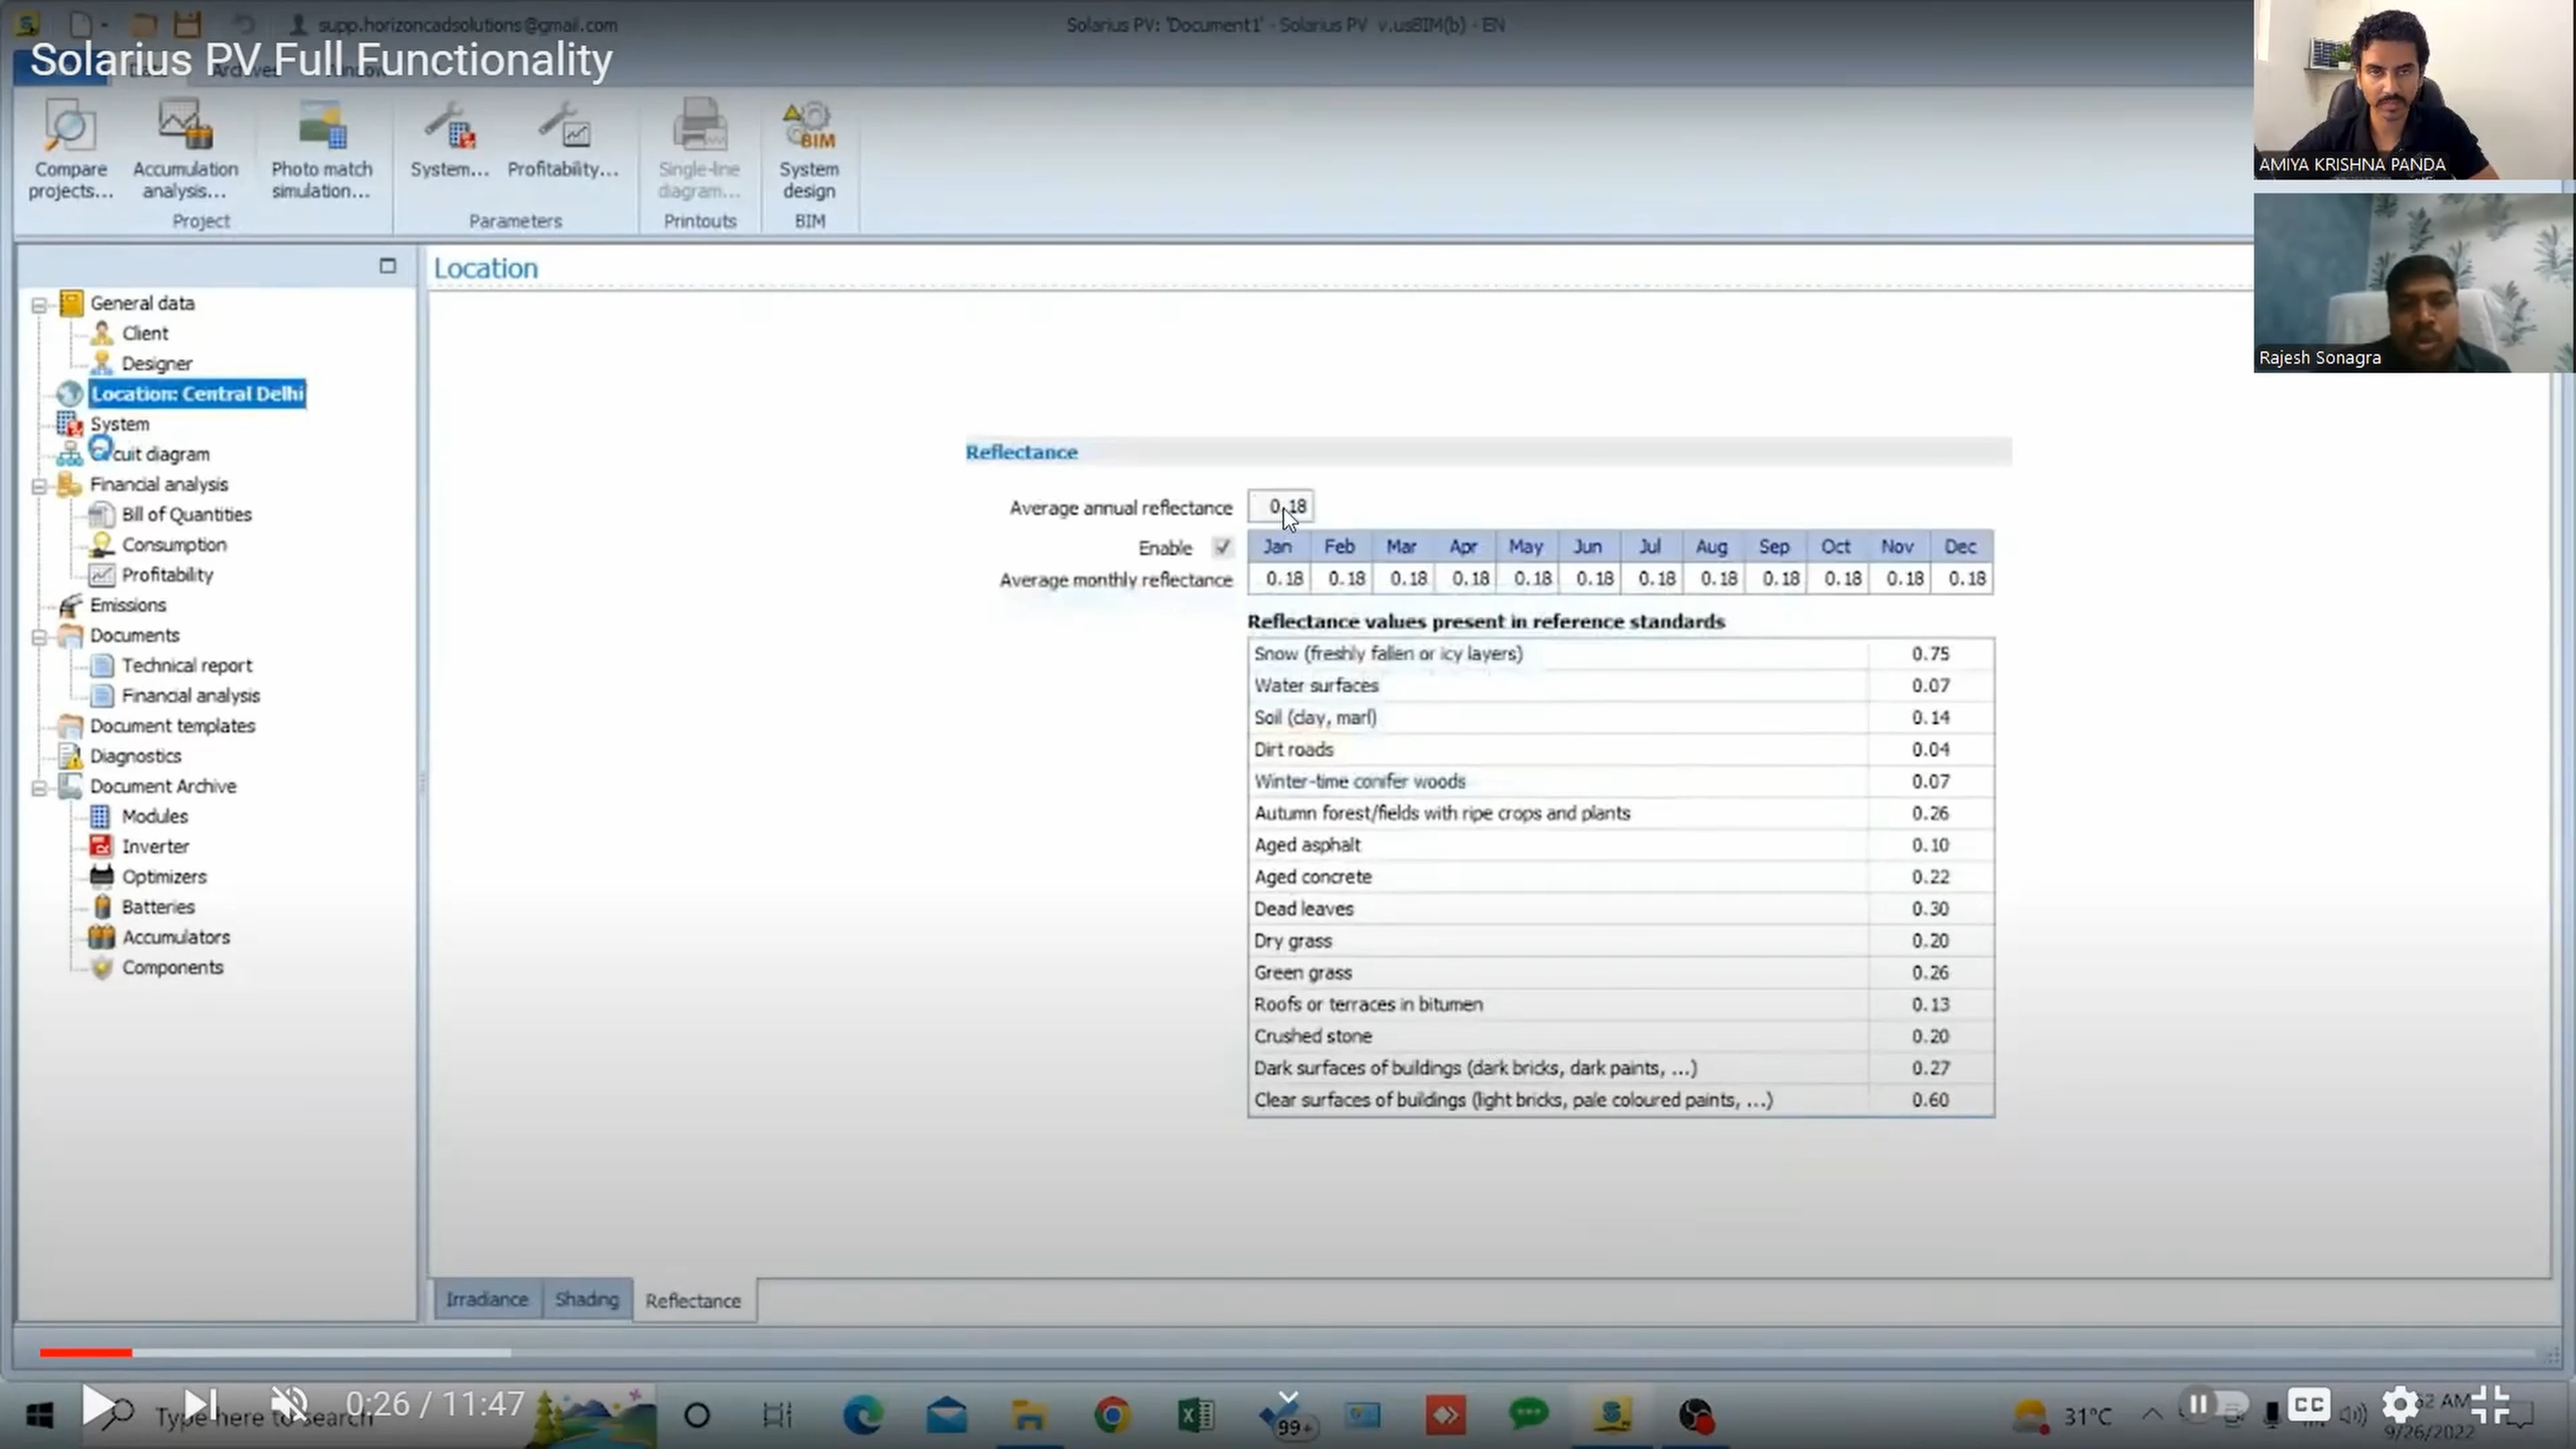 supp.horizoncadsolutions@gmail.com
Solarius PV: 'Document1' - Solarius PV v.usBIM(b) - EN
Solarius PV Full Functionality
Archives
Compare projects...
Accumulation analysis...
Photo match simulation...
System...
Profitability...
Single-line diagram...
BIM
System design
Project
Parameters
Printouts
BIM
AMIYA KRISHNA PANDA
Rajesh Sonagra
General data
Client
Designer
Location: Central Delhi
System
cuit diagram
Financial analysis
Bill of Quantities
Consumption
Profitability
Emissions
Documents
Technical report
Financial analysis
Document templates
Diagnostics
Document Archive
Modules
Inverter
Optimizers
Batteries
Accumulators
Components
Location
Reflectance
Average annual reflectance 0.18
Enable Jan Feb Mar Apr May Jun Jul Aug Sep Oct Nov Dec
Average monthly reflectance 0.18 0.18 0.18 0.18 0.18 0.18 0.18 0.18 0.18 0.18 0.18 0.18
Reflectance values present in reference standards
Snow (freshly fallen or icy layers) 0.75
Water surfaces 0.07
Soil (clay, marl) 0.14
Dirt roads 0.04
Winter-time conifer woods 0.07
Autumn forest/fields with ripe crops and plants 0.26
Aged asphalt 0.10
Aged concrete 0.22
Dead leaves 0.30
Dry grass 0.20
Green grass 0.26
Roofs or terraces in bitumen 0.13
Crushed stone 0.20
Dark surfaces of buildings (dark bricks, dark paints, ...) 0.27
Clear surfaces of buildings (light bricks, pale coloured paints, ...) 0.60
Irradiance Shading Reflectance
0:26 / 11:47
Type here to search
99+
31°C
CC
AM
9/26/2022